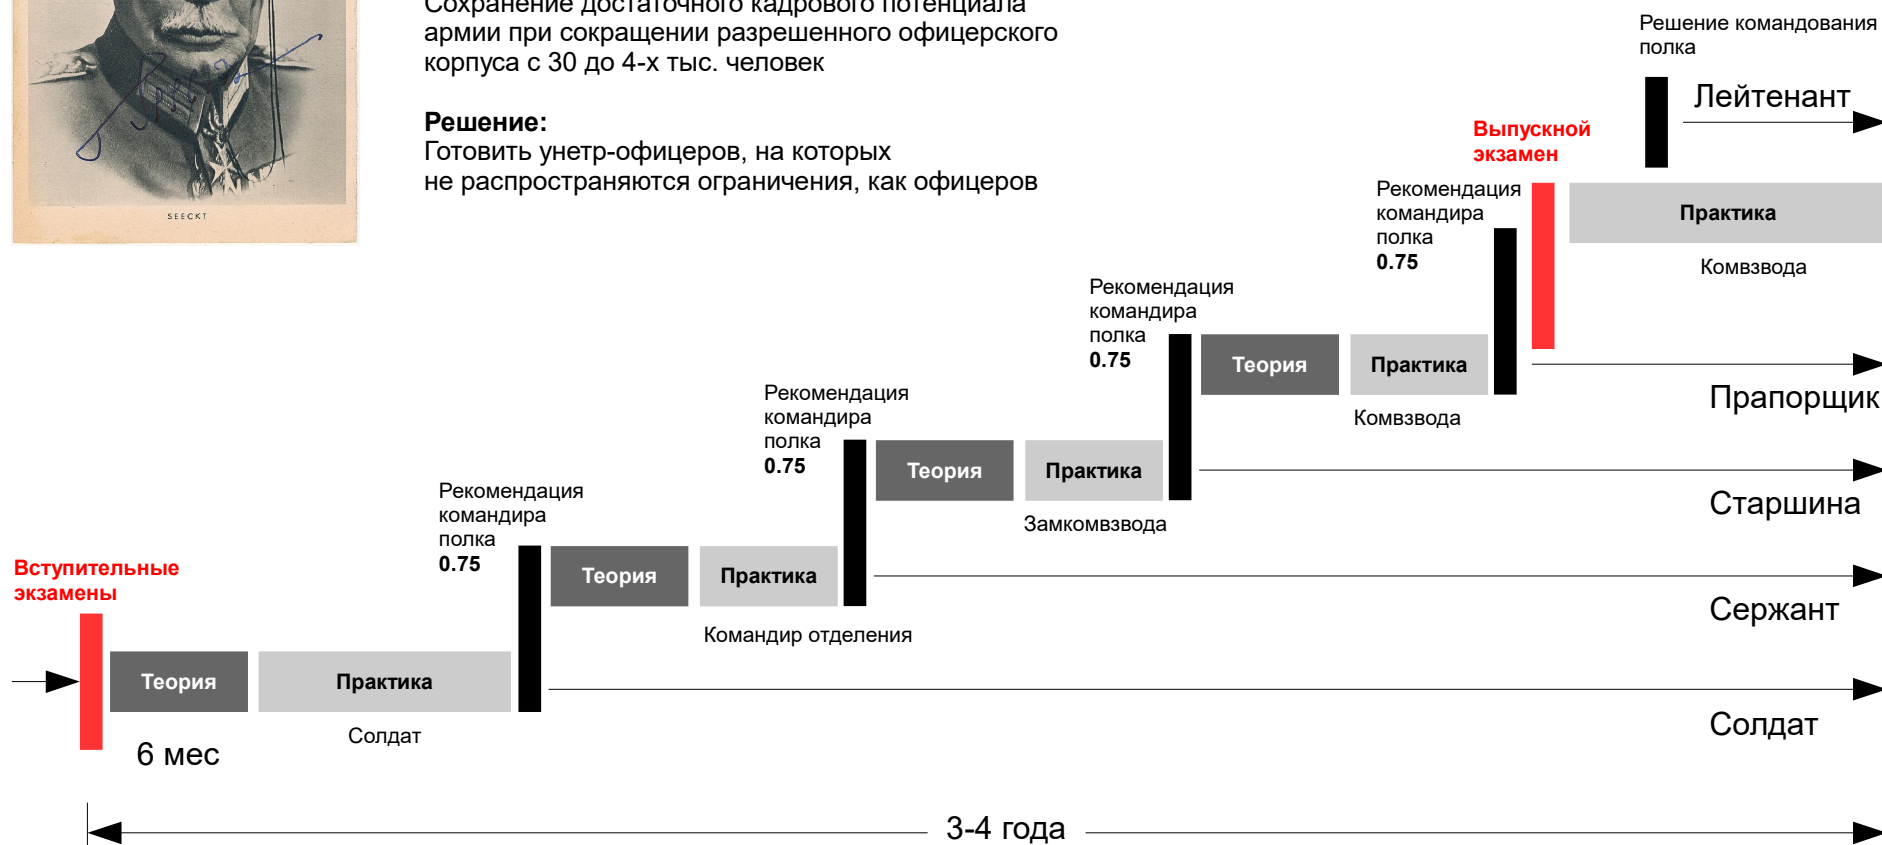 Сохранение достаточного кадрового потенциала
армии при сокращении разрешенного офицерского
корпуса с 30 до 4-х тыс. человек
Решение:
Готовить унетр-офицеров, на которых
не распространяются ограничения, как офицеров
SEECKT
Решение командования
полка
Лейтенант
Выпускной
экзамен
Рекомендация
командира
полка
0.75
Практика
Комвзвода
Рекомендация
командира
полка
0.75
Теория
Практика
Комвзвода
Прапорщик
Рекомендация
командира
полка
0.75
Теория
Практика
Замкомвзвода
Старшина
Рекомендация
командира
полка
0.75
Теория
Практика
Командир отделения
Сержант
Вступительные
экзамены
Теория
Практика
6 мес
Солдат
Солдат
3-4 года